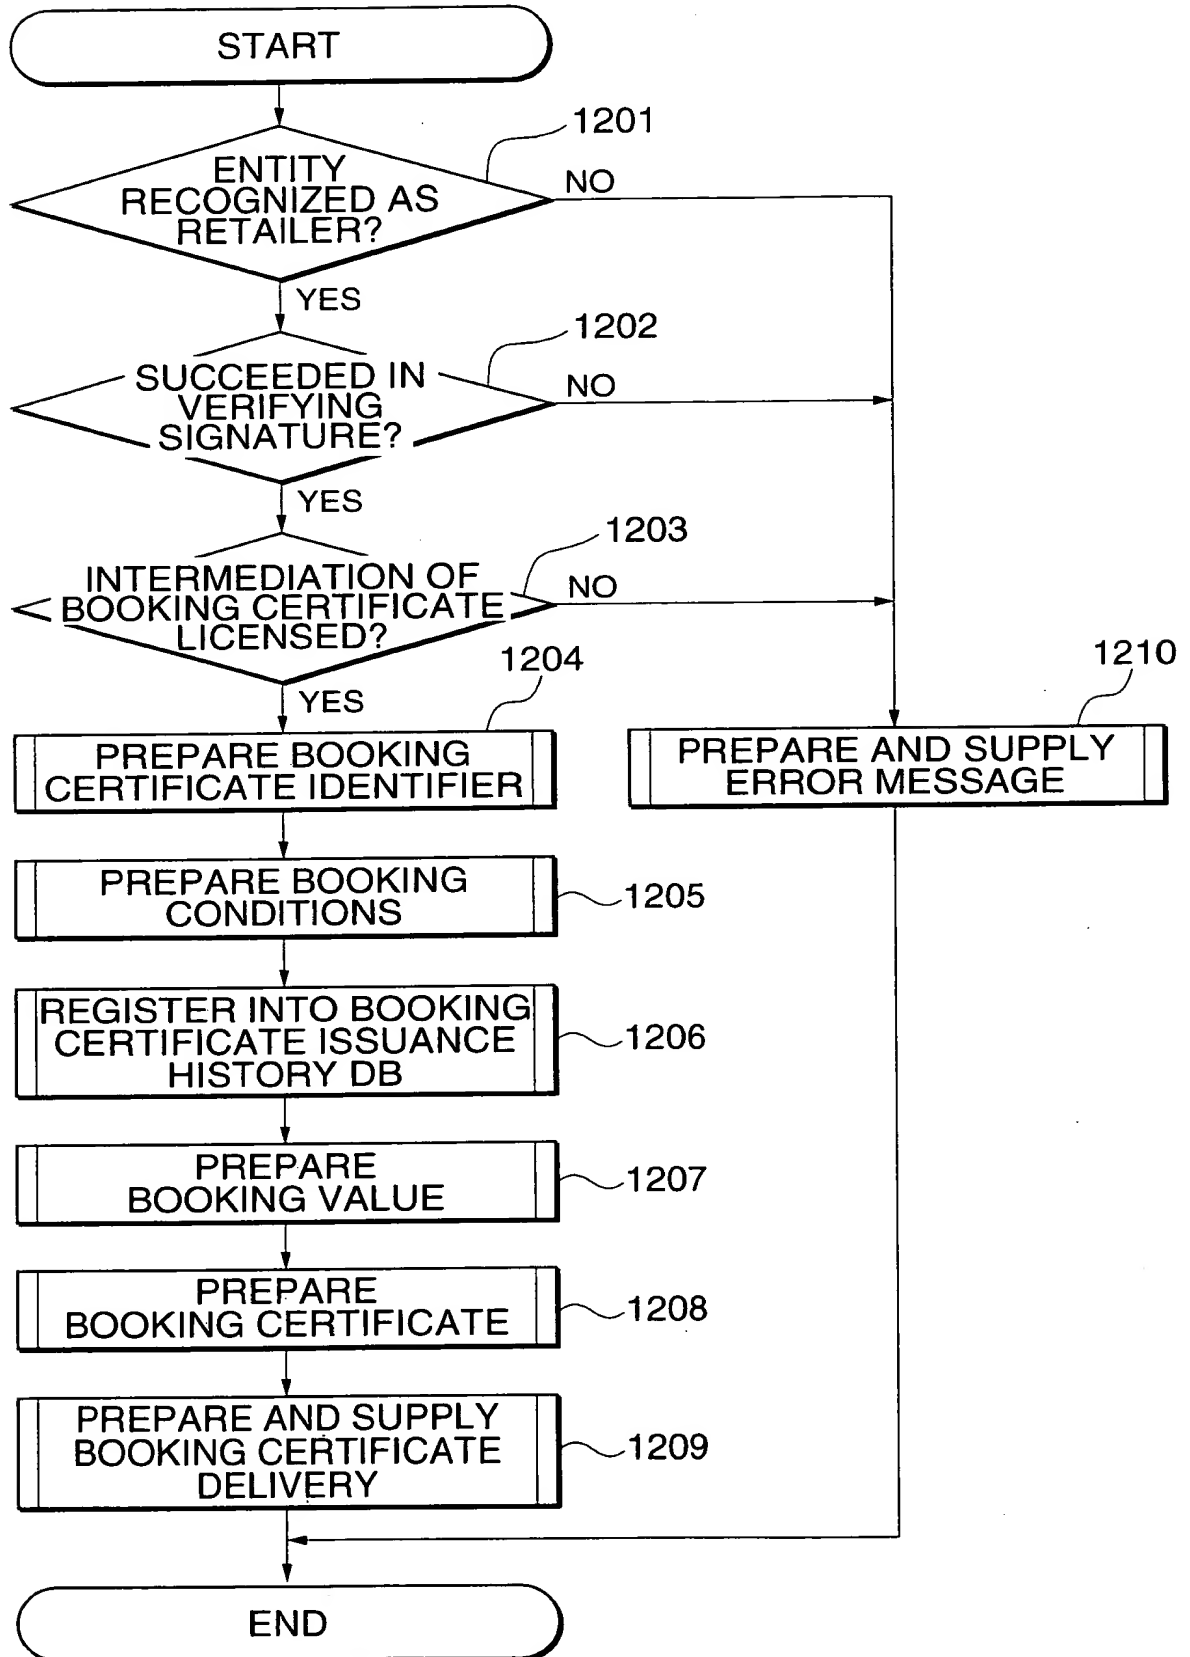 START
1201
ENTITY
RECOGNIZED AS
RETAILER?
NO
YES
1202
SUCCEEDED IN
VERIFYING
SIGNATURE?
NO
YES
1203
INTERMEDIATION OF
BOOKING CERTIFICATE
LICENSED?
NO
YES
1204
PREPARE BOOKING
CERTIFICATE IDENTIFIER
1210
PREPARE AND SUPPLY
ERROR MESSAGE
PREPARE BOOKING
CONDITIONS
1205
REGISTER INTO BOOKING
CERTIFICATE ISSUANCE
HISTORY DB
1206
PREPARE
BOOKING VALUE
1207
PREPARE
BOOKING CERTIFICATE
1208
PREPARE AND SUPPLY
BOOKING CERTIFICATE
DELIVERY
1209
END